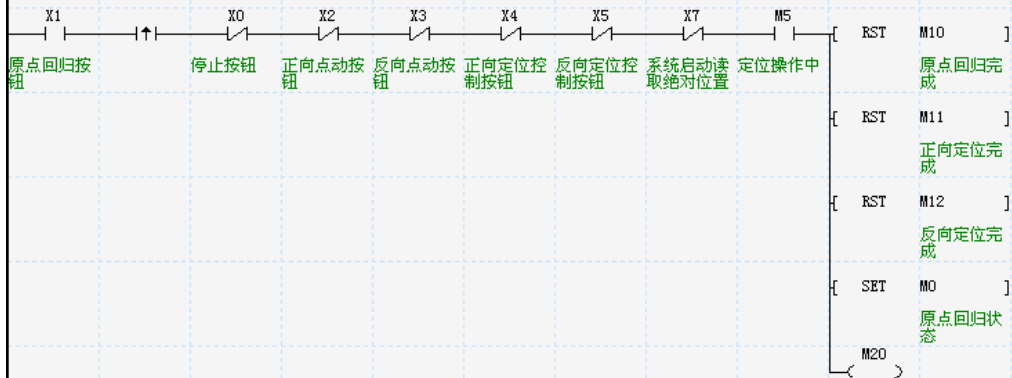 X1 X0 X2 X3 X4 X5 X7 M5
RST M10
原点回归按钮 停止按钮 正向点动按钮 反向点动按钮 正向定位控制按钮 反向定位控制按钮 系统启动读取绝对位置 定位操作中 原点回归完成
RST M11
正向定位完成
RST M12
反向定位完成
SET M0
原点回归状态
M20